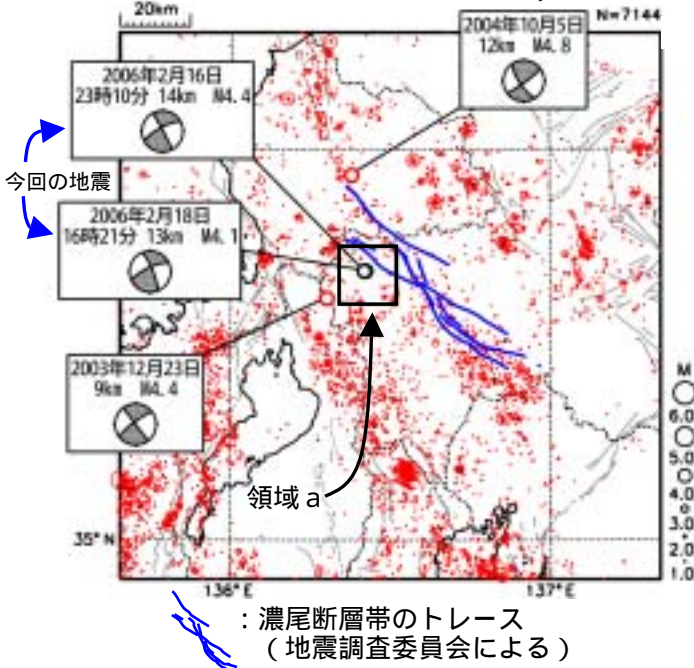 20km
N=7144
2004年10月5日
12km M4.8
2006年2月16日
23時10分 14km M4.4
今回の地震
2006年2月18日
16時21分 13km M4.1
2003年12月23日
9km M4.4
領域a
M
6.0
5.0
4.0
3.0
2.0
1.0
35°N
136°E
137°E
:濃尾断層帯のトレース
(地震調査委員会による)